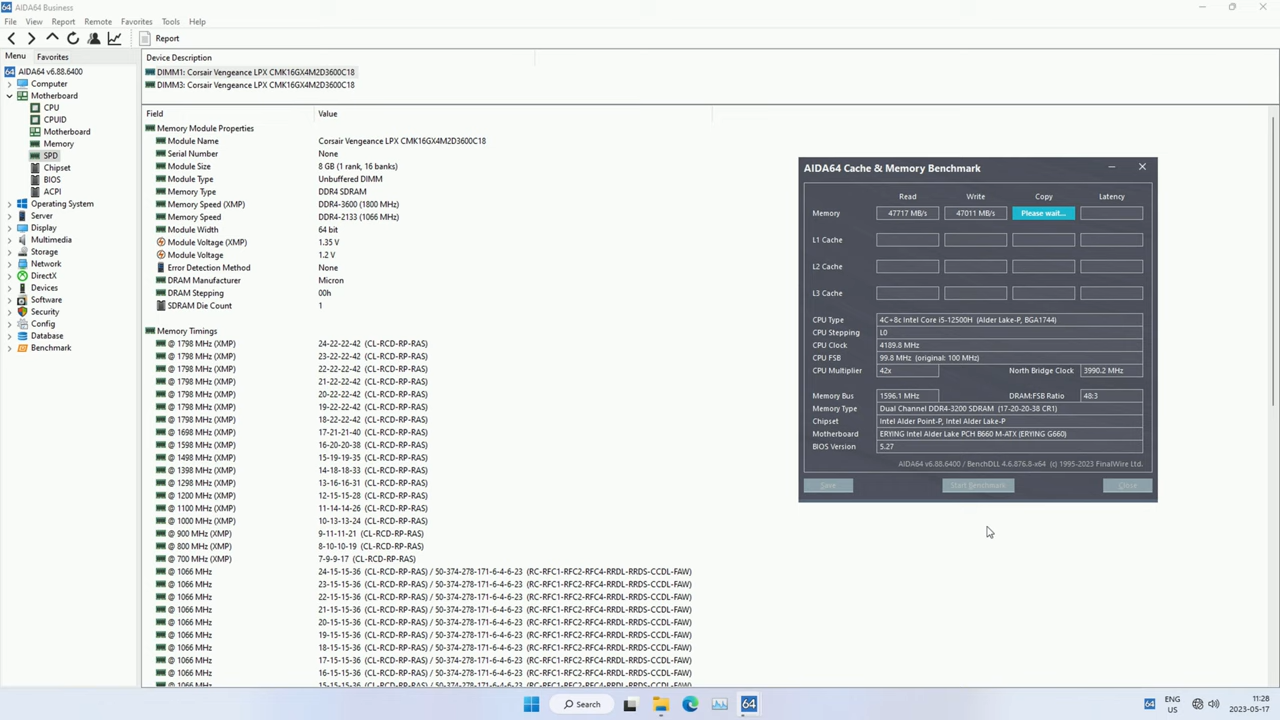 64 AIDA64 Business
File View Report Remote Favorites Tools Help
Report
Menu Favorites
64 AIDA64 v6.88.6400
Computer
Motherboard
CPU
CPUID
Motherboard
Memory
SPD
Chipset
BIOS
ACPI
Operating System
Server
Display
Multimedia
Storage
Network
DirectX
Devices
Software
Security
Config
Database
Benchmark
Device Description
DIMM1: Corsair Vengeance LPX CMK16GX4M2D3600C18
DIMM3: Corsair Vengeance LPX CMK16GX4M2D3600C18
Field Value
Memory Module Properties
Module Name Corsair Vengeance LPX CMK16GX4M2D3600C18
Serial Number None
Module Size 8 GB (1 rank, 16 banks)
Module Type Unbuffered DIMM
Memory Type DDR4 SDRAM
Memory Speed (XMP) DDR4-3600 (1800 MHz)
Memory Speed DDR4-2133 (1066 MHz)
Module Width 64 bit
Module Voltage (XMP) 1.35 V
Module Voltage 1.2 V
Error Detection Method None
DRAM Manufacturer Micron
DRAM Stepping 00h
SDRAM Die Count 1
Memory Timings
@ 1798 MHz (XMP) 24-22-22-42 (CL-RCD-RP-RAS)
@ 1798 MHz (XMP) 23-22-22-42 (CL-RCD-RP-RAS)
@ 1798 MHz (XMP) 22-22-22-42 (CL-RCD-RP-RAS)
@ 1798 MHz (XMP) 21-22-22-42 (CL-RCD-RP-RAS)
@ 1798 MHz (XMP) 20-22-22-42 (CL-RCD-RP-RAS)
@ 1798 MHz (XMP) 19-22-22-42 (CL-RCD-RP-RAS)
@ 1798 MHz (XMP) 18-22-22-42 (CL-RCD-RP-RAS)
@ 1698 MHz (XMP) 17-21-21-40 (CL-RCD-RP-RAS)
@ 1598 MHz (XMP) 16-20-20-38 (CL-RCD-RP-RAS)
@ 1498 MHz (XMP) 15-19-19-35 (CL-RCD-RP-RAS)
@ 1398 MHz (XMP) 14-18-18-33 (CL-RCD-RP-RAS)
@ 1298 MHz (XMP) 13-16-16-31 (CL-RCD-RP-RAS)
@ 1200 MHz (XMP) 12-15-15-28 (CL-RCD-RP-RAS)
@ 1100 MHz (XMP) 11-14-14-26 (CL-RCD-RP-RAS)
@ 1000 MHz (XMP) 10-13-13-24 (CL-RCD-RP-RAS)
@ 900 MHz (XMP) 9-11-11-21 (CL-RCD-RP-RAS)
@ 800 MHz (XMP) 8-10-10-19 (CL-RCD-RP-RAS)
@ 700 MHz (XMP) 7-9-9-17 (CL-RCD-RP-RAS)
@ 1066 MHz 24-15-15-36 (CL-RCD-RP-RAS) / 50-374-278-171-6-4-6-23 (RC-RFC1-RFC2-RFC4-RRDL-RRDS-CCDL-FAW)
@ 1066 MHz 23-15-15-36 (CL-RCD-RP-RAS) / 50-374-278-171-6-4-6-23 (RC-RFC1-RFC2-RFC4-RRDL-RRDS-CCDL-FAW)
@ 1066 MHz 22-15-15-36 (CL-RCD-RP-RAS) / 50-374-278-171-6-4-6-23 (RC-RFC1-RFC2-RFC4-RRDL-RRDS-CCDL-FAW)
@ 1066 MHz 21-15-15-36 (CL-RCD-RP-RAS) / 50-374-278-171-6-4-6-23 (RC-RFC1-RFC2-RFC4-RRDL-RRDS-CCDL-FAW)
@ 1066 MHz 20-15-15-36 (CL-RCD-RP-RAS) / 50-374-278-171-6-4-6-23 (RC-RFC1-RFC2-RFC4-RRDL-RRDS-CCDL-FAW)
@ 1066 MHz 19-15-15-36 (CL-RCD-RP-RAS) / 50-374-278-171-6-4-6-23 (RC-RFC1-RFC2-RFC4-RRDL-RRDS-CCDL-FAW)
@ 1066 MHz 18-15-15-36 (CL-RCD-RP-RAS) / 50-374-278-171-6-4-6-23 (RC-RFC1-RFC2-RFC4-RRDL-RRDS-CCDL-FAW)
@ 1066 MHz 17-15-15-36 (CL-RCD-RP-RAS) / 50-374-278-171-6-4-6-23 (RC-RFC1-RFC2-RFC4-RRDL-RRDS-CCDL-FAW)
@ 1066 MHz 16-15-15-36 (CL-RCD-RP-RAS) / 50-374-278-171-6-4-6-23 (RC-RFC1-RFC2-RFC4-RRDL-RRDS-CCDL-FAW)
@ 1066 MHz 15-15-15-36 (CL-RCD-RP-RAS) / 50-374-278-171-6-4-6-23 (RC-RFC1-RFC2-RFC4-RRDL-RRDS-CCDL-FAW)
AIDA64 Cache & Memory Benchmark
Read Write Copy Latency
Memory 47717 MB/s 47011 MB/s Please wait...
L1 Cache
L2 Cache
L3 Cache
CPU Type 4C+8c Intel Core i5-12500H (Alder Lake-P, BGA1744)
CPU Stepping L0
CPU Clock 4189.8 MHz
CPU FSB 99.8 MHz (original: 100 MHz)
CPU Multiplier 42x North Bridge Clock 3990.2 MHz
Memory Bus 1596.1 MHz DRAM:FSB Ratio 48:3
Memory Type Dual Channel DDR4-3200 SDRAM (17-20-20-38 CR1)
Chipset Intel Alder Point-P, Intel Alder Lake-P
Motherboard ERYING Intel Alder Lake PCH B660 M-ATX (ERYING G660)
BIOS Version 5.27
AIDA64 v6.88.6400 / BenchDLL 4.6.876.8-x64 (c) 1995-2023 FinalWire Ltd.
Save Start Benchmark Close
Search 64
64 ENG US 11:28 2023-05-17